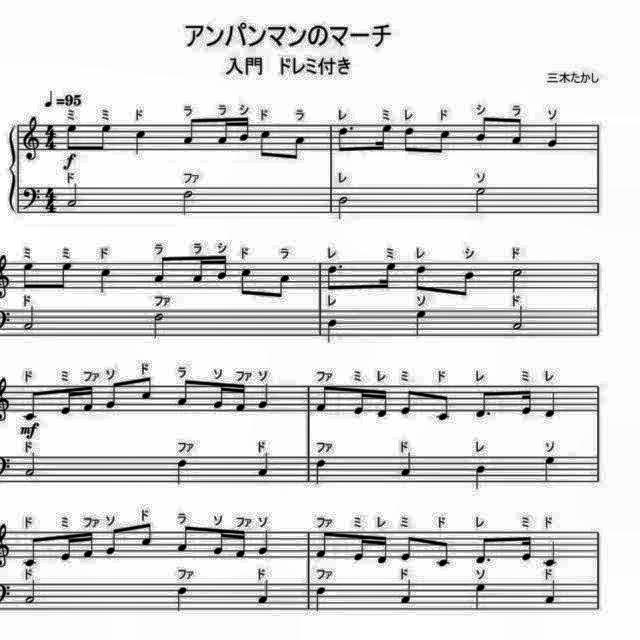 アンパンマンのマーチ
入門 ドレミ付き
三木たかし
♩=95
ミ ミ ド ラ ラ シ ド ラ レ ミ レ ド シ ラ ソ
f
ド ファ レ ソ
ミ ミ ド ラ ラ シ ド ラ レ ミ レ シ ド
ド ファ レ ソ ド
ド ミ ファ ソ ド ラ ソ ファ ソ ファ ミ レ ミ ド レ ミ レ
mf
ド ファ ド ファ ド レ ソ
ド ミ ファ ソ ド ラ ソ ファ ソ ファ ミ レ ミ ド レ ミ ド
ド ファ ド ファ ド ソ ド